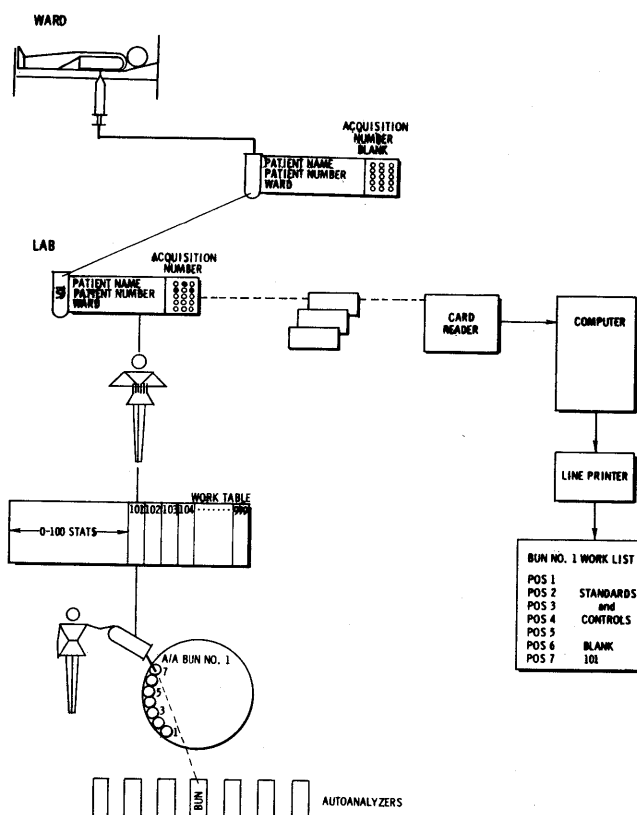 WARD
ACQUISITION
NUMBER
BLANK
PATIENT NAME
PATIENT NUMBER
WARD
LAB
ACQUISITION
NUMBER
PATIENT NAME
PATIENT NUMBER
WARD
CARD
READER
COMPUTER
LINE PRINTER
WORK TABLE
0-100 STATS
101 102 103 104 ...... 999
BUN NO. 1 WORK LIST
POS 1
POS 2 STANDARDS
POS 3 and
POS 4 CONTROLS
POS 5
POS 6 BLANK
POS 7 101
A/A BUN NO. 1
7
5
3
1
BUN
AUTOANALYZERS